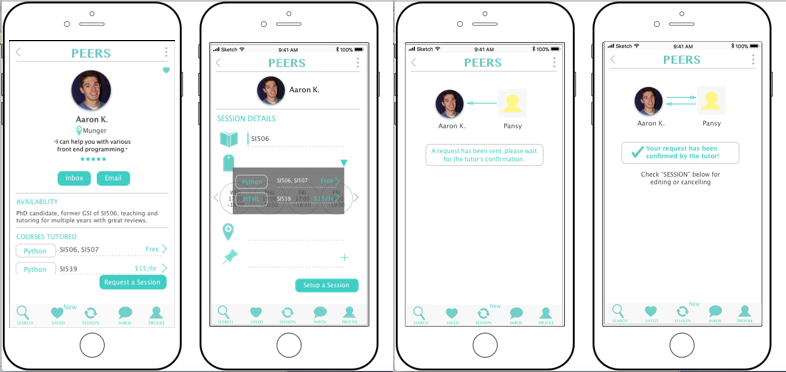 PEERS
Aaron K.
Munger
"I can help you with various
front end programming."
Inbox
Email
AVAILABILITY
PhD candidate, former GSI of SI506, teaching and
tutoring for multiple years with great reviews.
COURSES TUTORED
Python SI506, SI507 Free
Python SI539 $15/hr
Request a Session
New
SEARCH SAVED SESSION INBOX PROFILE
Sketch 9:41 AM 100%
PEERS
Aaron K.
SESSION DETAILS
SI506
Python SI506, SI507 Free
HTML SI539 $15/hr
Setup a Session
SEARCH SAVED SESSION INBOX PROFILE
Sketch 9:41 AM 100%
PEERS
Aaron K. Pansy
A request has been sent, please wait
for the tutor's confirmation.
New
SEARCH SAVED SESSION INBOX PROFILE
Sketch 9:41 AM 100%
PEERS
Aaron K. Pansy
Your request has been
confirmed by the tutor!
Check "SESSION" below for
editing or cancelling
New
SEARCH SAVED SESSION INBOX PROFILE